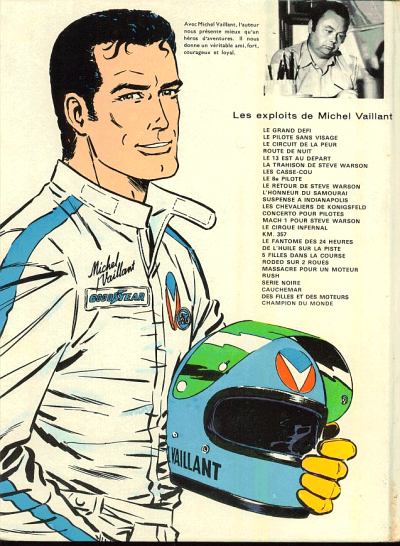 Avec Michel Vaillant, l'auteur
nous présente mieux qu'un
héros d'aventures. Il nous
donne un véritable ami, fort,
courageux et loyal.
Les exploits de Michel Vaillant
LE GRAND DEFI
LE PILOTE SANS VISAGE
LE CIRCUIT DE LA PEUR
ROUTE DE NUIT
LE 13 EST AU DEPART
LA TRAHISON DE STEVE WARSON
LES CASSE-COU
LE 8e PILOTE
LE RETOUR DE STEVE WARSON
L'HONNEUR DU SAMOURAI
SUSPENSE A INDIANAPOLIS
LES CHEVALIERS DE KONIGSFELD
CONCERTO POUR PILOTES
MACH 1 POUR STEVE WARSON
LE CIRQUE INFERNAL
KM. 357
LE FANTOME DES 24 HEURES
DE L'HUILE SUR LA PISTE
5 FILLES DANS LA COURSE
RODEO SUR 2 ROUES
MASSACRE POUR UN MOTEUR
RUSH
SERIE NOIRE
CAUCHEMAR
DES FILLES ET DES MOTEURS
CHAMPION DU MONDE
Michel
Vaillant
GOODYEAR
VAILLANT